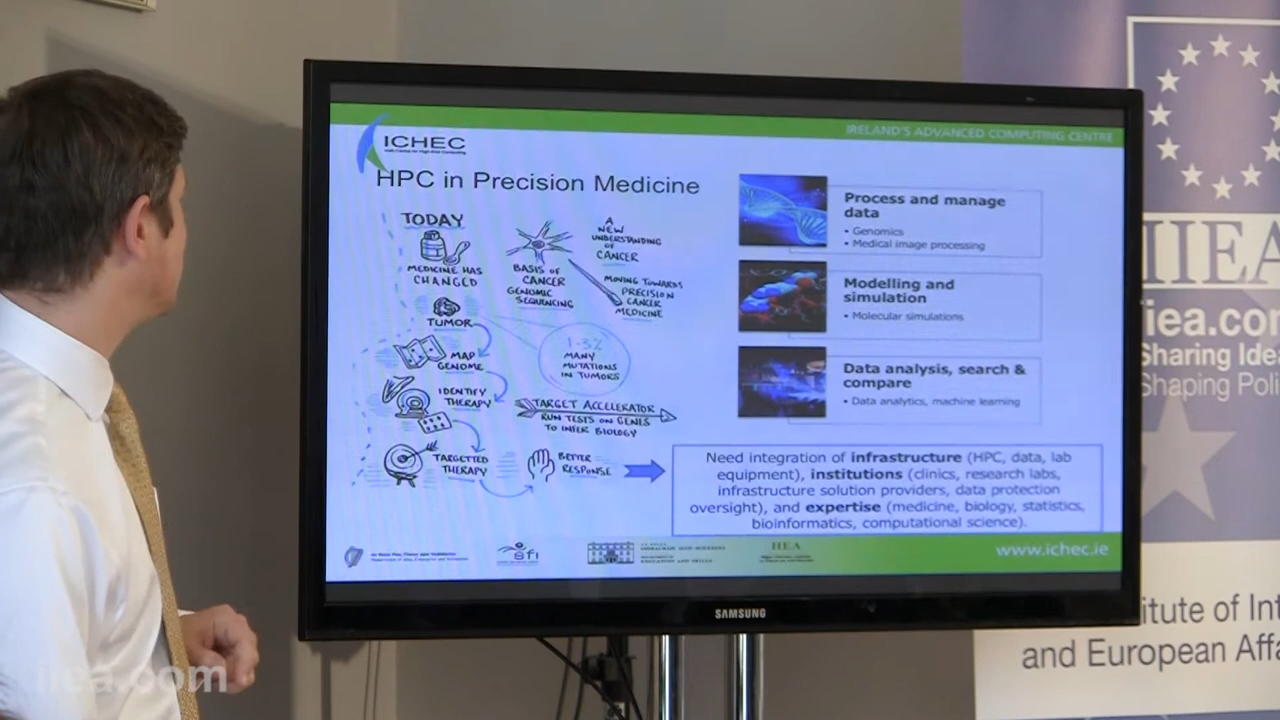 IRELAND'S ADVANCED COMPUTING CENTRE
ICHEC
HPC in Precision Medicine
TODAY
MEDICINE HAS
CHANGED
BASIS OF
CANCER
GENOMIC
SEQUENCING
A
NEW
UNDERSTANDING
OF
CANCER
MOVING TOWARDS
PRECISION
CANCER
MEDICINE
TUMOR
MAP
GENOME
1-3%
MANY
MUTATIONS
IN TUMORS
IDENTIFY
THERAPY
TARGET ACCELERATOR
RUN TESTS ON GENES
TO INFER BIOLOGY
TARGETTED
THERAPY
BETTER
RESPONSE
Process and manage
data
• Genomics
• Medical image processing
Modelling and
simulation
• Molecular simulations
Data analysis, search &
compare
• Data analytics, machine learning
Need integration of infrastructure (HPC, data, lab
equipment), institutions (clinics, research labs,
infrastructure solution providers, data protection
oversight), and expertise (medicine, biology, statistics,
bioinformatics, computational science).
sfi
EDUCATION AND SKILLS
HEA
www.ichec.ie
SAMSUNG
IIEA
iiea.com
Sharing Ide
Shaping Poli
itute of Int
and European Affa
iiea.com